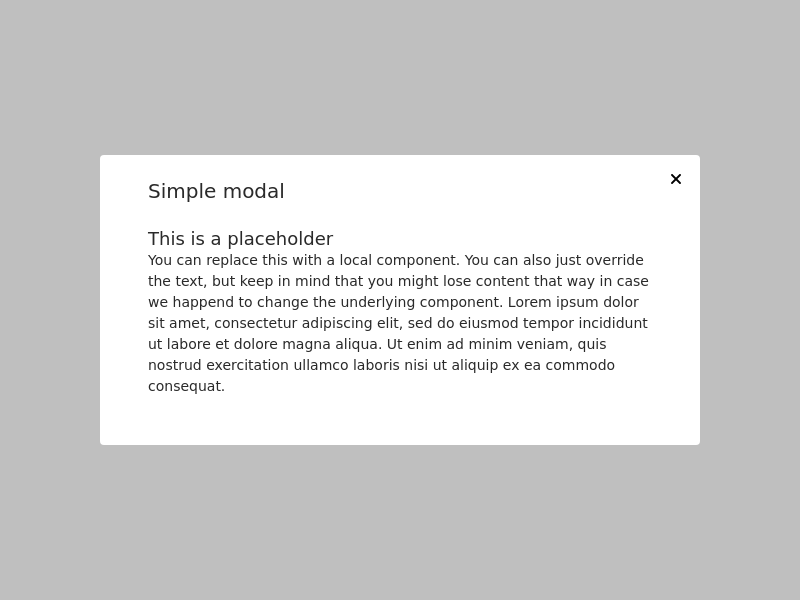 Simple modal
This is a placeholder
You can replace this with a local component. You can also just override
the text, but keep in mind that you might lose content that way in case
we happend to change the underlying component. Lorem ipsum dolor
sit amet, consectetur adipiscing elit, sed do eiusmod tempor incididunt
ut labore et dolore magna aliqua. Ut enim ad minim veniam, quis
nostrud exercitation ullamco laboris nisi ut aliquip ex ea commodo
consequat.